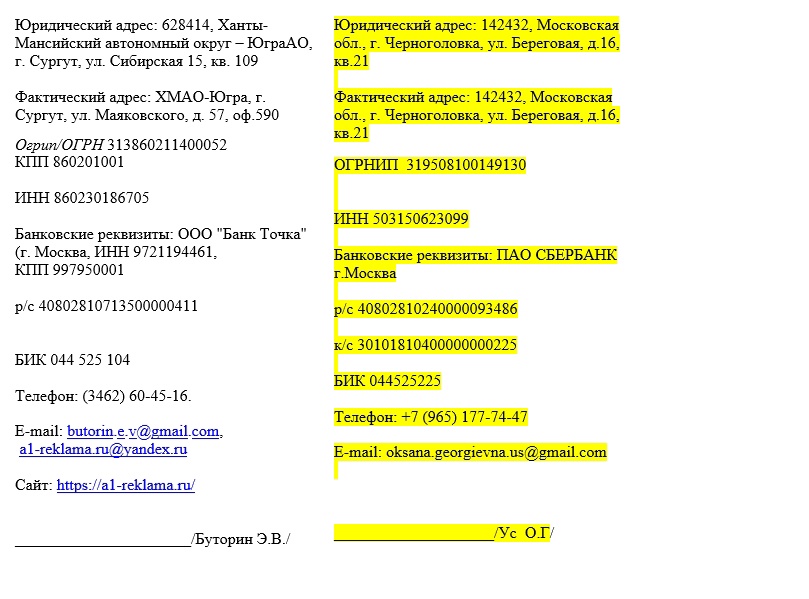 Юридический адрес: 628414, Ханты-
Мансийский автономный округ – ЮграАО,
г. Сургут, ул. Сибирская 15, кв. 109
Фактический адрес: ХМАО-Югра, г.
Сургут, ул. Маяковского, д. 57, оф.590
Огрип/ОГРН 313860211400052
КПП 860201001
ИНН 860230186705
Банковские реквизиты: ООО "Банк Точка"
(г. Москва, ИНН 9721194461,
КПП 997950001
р/с 40802810713500000411
БИК 044 525 104
Телефон: (3462) 60-45-16.
E-mail: butorin.e.v@gmail.com,
a1-reklama.ru@yandex.ru
Сайт: https://a1-reklama.ru/
______________________/Буторин Э.В./
Юридический адрес: 142432, Московская
обл., г. Черноголовка, ул. Береговая, д.16,
кв.21
Фактический адрес: 142432, Московская
обл., г. Черноголовка, ул. Береговая, д.16,
кв.21
ОГРНИП 319508100149130
ИНН 503150623099
Банковские реквизиты: ПАО СБЕРБАНК
г.Москва
р/с 40802810240000093486
к/с 30101810400000000225
БИК 044525225
Телефон: +7 (965) 177-74-47
E-mail: oksana.georgievna.us@gmail.com
____________________/Ус О.Г/